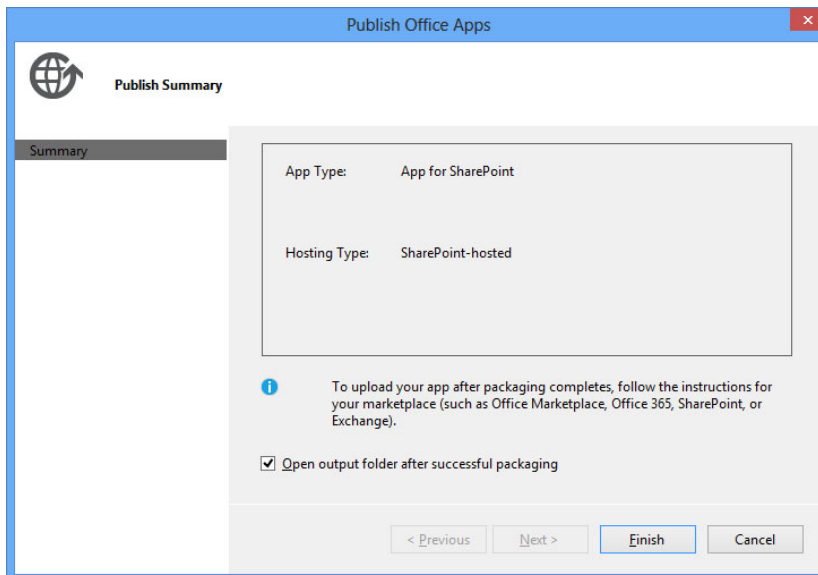 Publish Office Apps
Publish Summary
Summary
App Type: App for SharePoint
Hosting Type: SharePoint-hosted
To upload your app after packaging completes, follow the instructions for
your marketplace (such as Office Marketplace, Office 365, SharePoint, or
Exchange).
Open output folder after successful packaging
< Previous Next > Finish Cancel